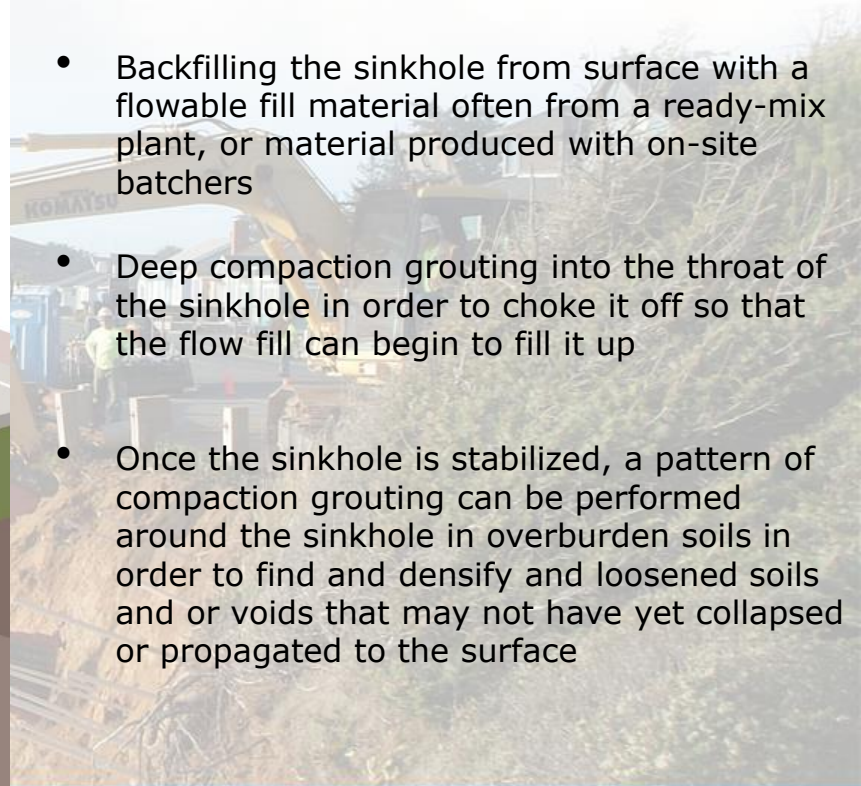 • Backfilling the sinkhole from surface with a
flowable fill material often from a ready-mix
plant, or material produced with on-site
batchers
• Deep compaction grouting into the throat of
the sinkhole in order to choke it off so that
the flow fill can begin to fill it up
• Once the sinkhole is stabilized, a pattern of
compaction grouting can be performed
around the sinkhole in overburden soils in
order to find and densify and loosened soils
and or voids that may not have yet collapsed
or propagated to the surface
KOMATSU